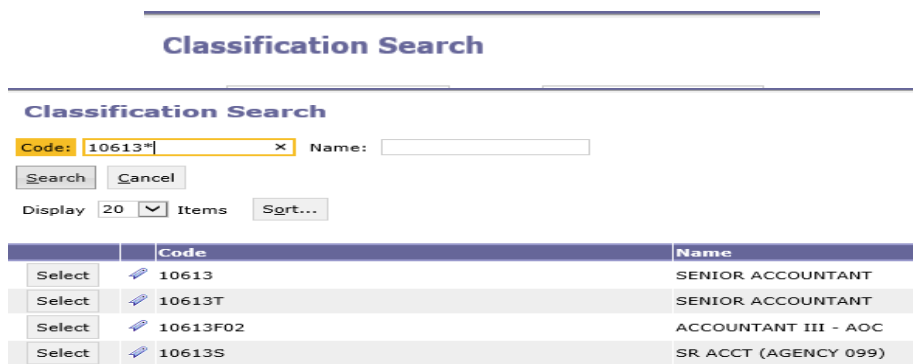 Classification Search
Classification Search
Code: 10613* × Name:
Search Cancel
Display 20 Items Sort...
Code Name
Select 10613 SENIOR ACCOUNTANT
Select 10613T SENIOR ACCOUNTANT
Select 10613F02 ACCOUNTANT III - AOC
Select 10613S SR ACCT (AGENCY 099)